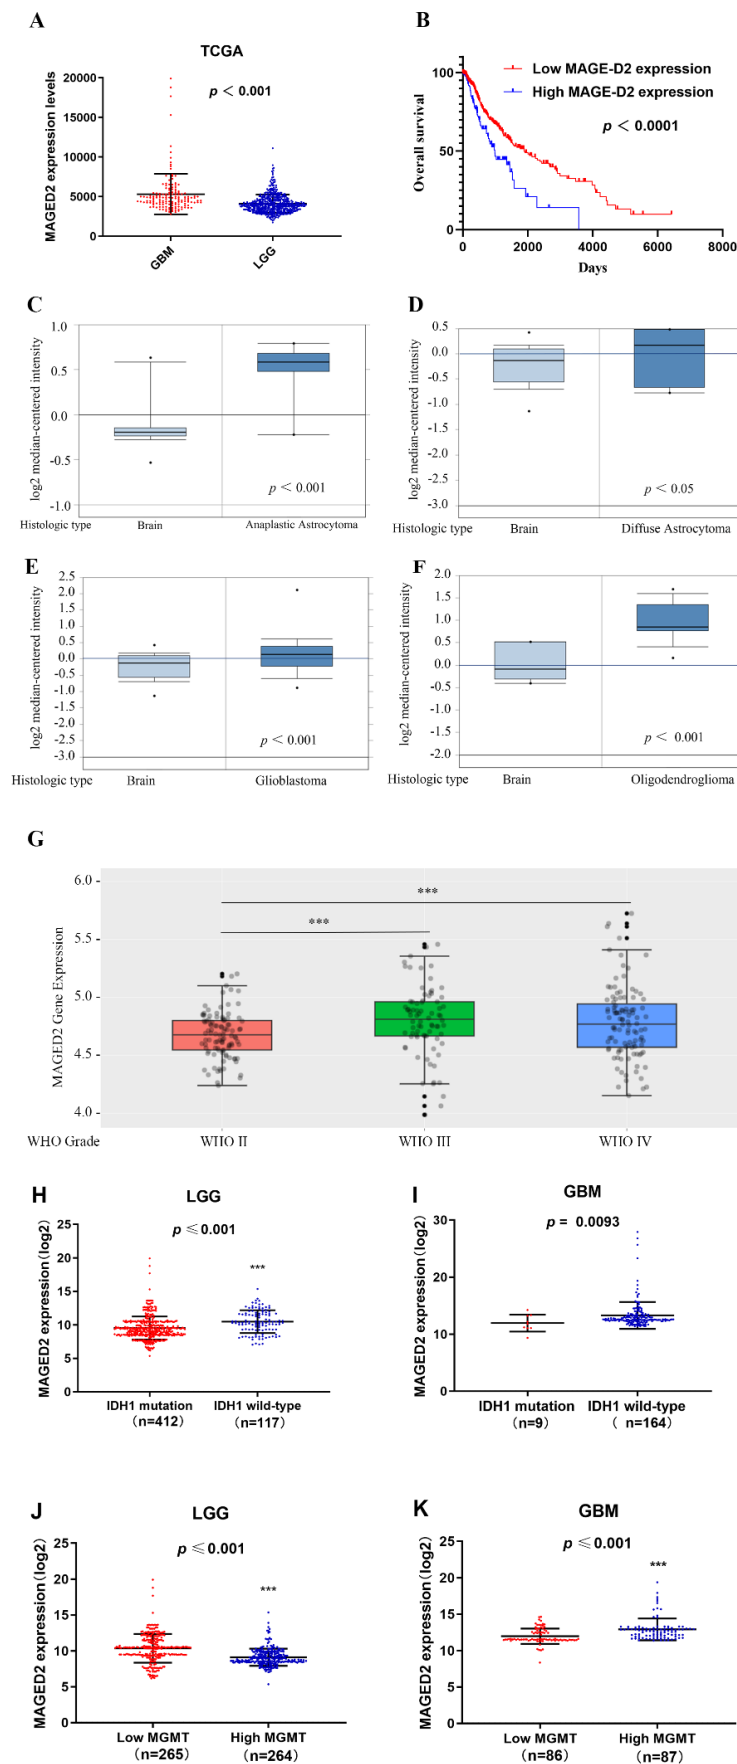 A
TCGA
p < 0.001
MAGED2 expression levels
20000
15000
10000
5000
0
GBM
LGG
B
Low MAGE-D2 expression
High MAGE-D2 expression
p < 0.0001
Overall survival
100
50
0
0 2000 4000 6000 8000
Days
C
log2 median-centered intensity
1.0
0.5
0.0
-0.5
-1.0
p < 0.001
Histologic type Brain Anaplastic Astrocytoma
D
log2 median-centered intensity
0.5
0.0
-0.5
-1.0
-1.5
-2.0
-2.5
-3.0
p < 0.05
Histologic type Brain Diffuse Astrocytoma
E
log2 median-centered intensity
2.5
2.0
1.5
1.0
0.5
0.0
-0.5
-1.0
-1.5
-2.0
-2.5
-3.0
p < 0.001
Histologic type Brain Glioblastoma
F
log2 median-centered intensity
2.0
1.5
1.0
0.5
0.0
-0.5
-1.0
-1.5
-2.0
p < 0.001
Histologic type Brain Oligodendroglioma
G
MAGED2 Gene Expression
6.0
5.5
5.0
4.5
4.0
***
***
WHO Grade WHO II WHO III WHO IV
H
LGG
p ≤ 0.001
***
MAGED2 expression(log2)
25
20
15
10
5
0
IDH1 mutation IDH1 wild-type
(n=412) (n=117)
I
GBM
p = 0.0093
MAGED2 expression(log2)
30
20
10
0
IDH1 mutation IDH1 wild-type
(n=9) ( n=164)
J
LGG
p ≤ 0.001
***
MAGED2 expression(log2)
25
20
15
10
5
0
Low MGMT High MGMT
(n=265) (n=264)
K
GBM
p ≤ 0.001
***
MAGED2 expression(log2)
25
20
15
10
5
0
Low MGMT High MGMT
(n=86) (n=87)